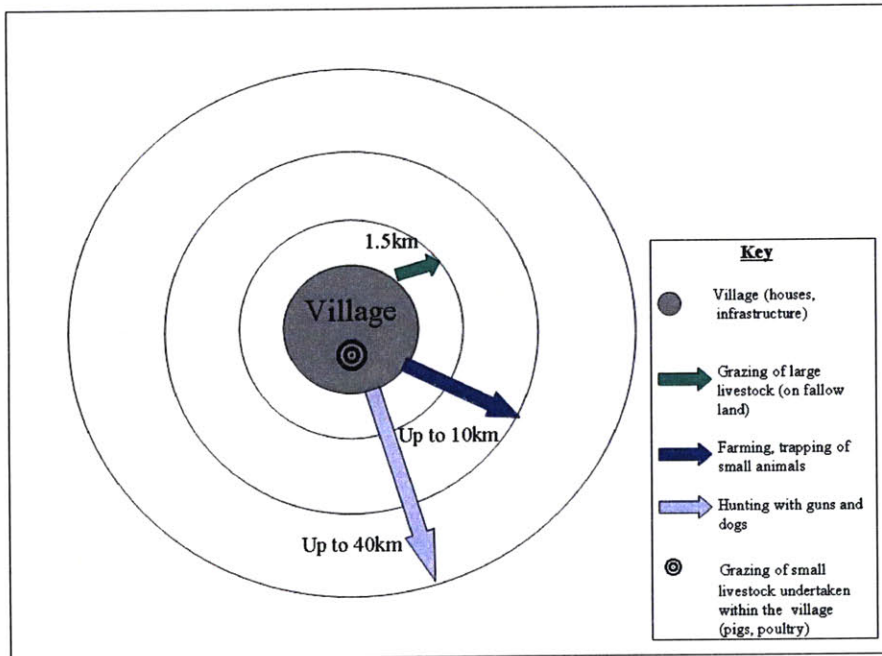 1.5km
Village
Up to 10km
Up to 40km
Key
Village (houses,
infrastructure)
Grazing of large
livestock (on fallow
land)
Farming, trapping of
small animals
Hunting with guns and
dogs
Grazing of small
livestock undertaken
within the village
(pigs, poultry)